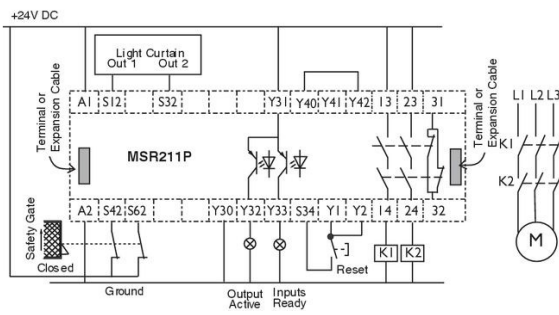 +24V DC
Light Curtain
Out 1 Out 2
Terminal or
Expansion Cable
A1 S12 S32 Y31 Y40 Y41 Y42 13 23 31
MSR211P
Terminal or
Expansion Cable
L1 L2 L3
K1
K2
M
A2 S42 S62 Y30 Y32 Y33 S34 Y1 Y2 14 24 32
Safety Gate
Closed
K1 K2
Reset
Ground
Output
Active
Inputs
Ready